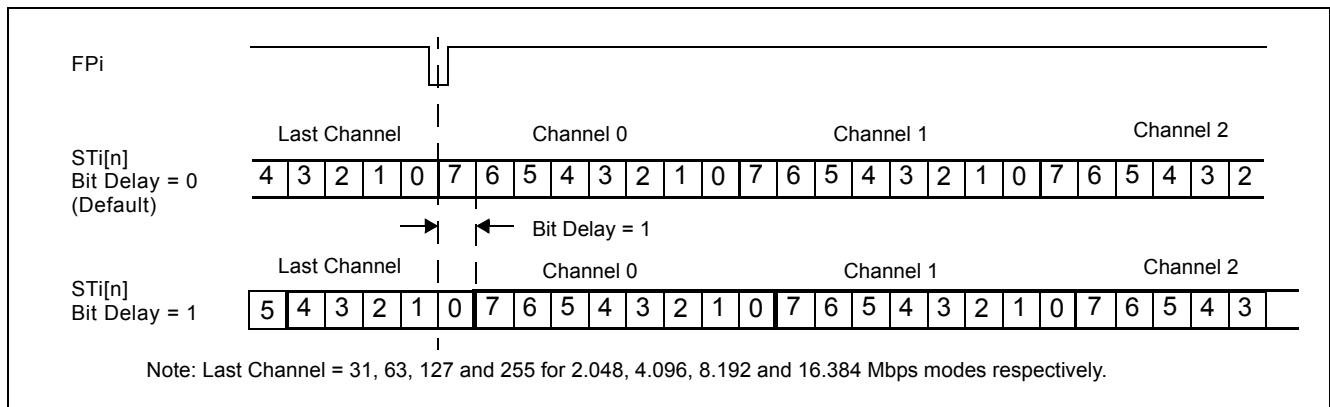 FPi
Last Channel Channel 0 Channel 1 Channel 2
STi[n]
Bit Delay = 0
(Default)
4 3 2 1 0 7 6 5 4 3 2 1 0 7 6 5 4 3 2 1 0 7 6 5 4 3 2
Bit Delay = 1
Last Channel Channel 0 Channel 1 Channel 2
STi[n]
Bit Delay = 1
5 4 3 2 1 0 7 6 5 4 3 2 1 0 7 6 5 4 3 2 1 0 7 6 5 4 3
Note: Last Channel = 31, 63, 127 and 255 for 2.048, 4.096, 8.192 and 16.384 Mbps modes respectively.